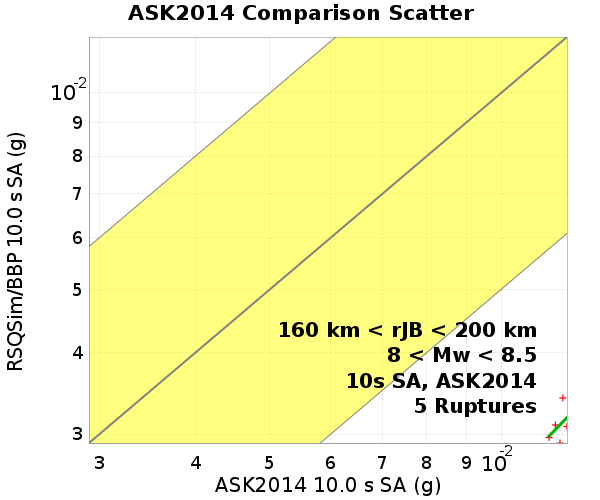 ASK2014 Comparison Scatter
RSQSim/BBP 10.0 s SA (g)
10-2
9
8
7
6
5
4
3
160 km < rJB < 200 km
8 < Mw < 8.5
10s SA, ASK2014
5 Ruptures
3 4 5 6 7 8 9 10-2
ASK2014 10.0 s SA (g)